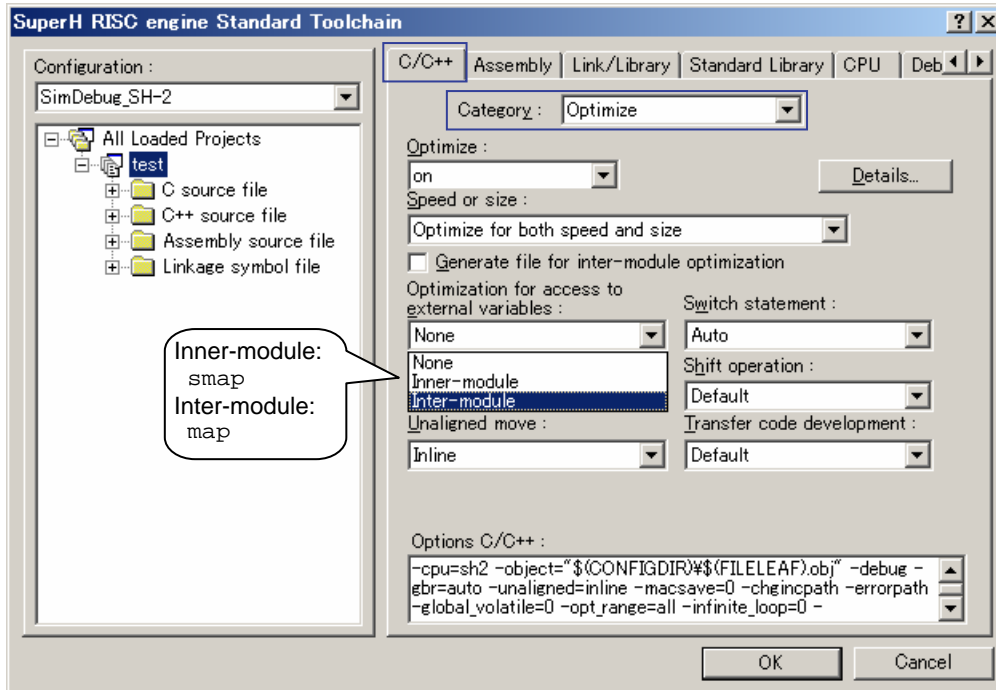 SuperH RISC engine Standard Toolchain
Configuration :
SimDebug_SH-2
All Loaded Projects
test
C source file
C++ source file
Assembly source file
Linkage symbol file
Inner-module:
smap
Inter-module:
map
C/C++ Assembly Link/Library Standard Library CPU Deb
Category : Optimize
Optimize :
on
Details...
Speed or size :
Optimize for both speed and size
Generate file for inter-module optimization
Optimization for access to
external variables :
None
None
Inner-module
Inter-module
Switch statement :
Auto
Shift operation :
Default
Unaligned move :
Inline
Transfer code development :
Default
Options C/C++ :
-cpu=sh2 -object="$(CONFIGDIR)¥$(FILELEAF).obj" -debug -
gbr=auto -unaligned=inline -macsave=0 -chgincpath -errorpath
-global_volatile=0 -opt_range=all -infinite_loop=0 -
OK Cancel